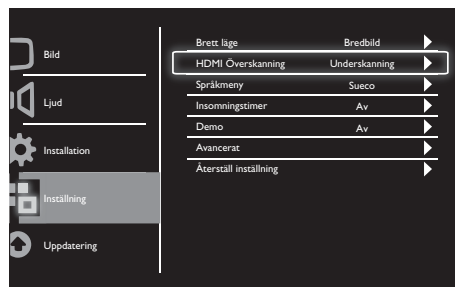 Bild
Ljud
Installation
Inställning
Uppdatering
Brett läge Bredbild
HDMI Överskanning Underskanning
Språkmeny Sueco
Insomningstimer Av
Demo Av
Avancerat
Återställ inställning